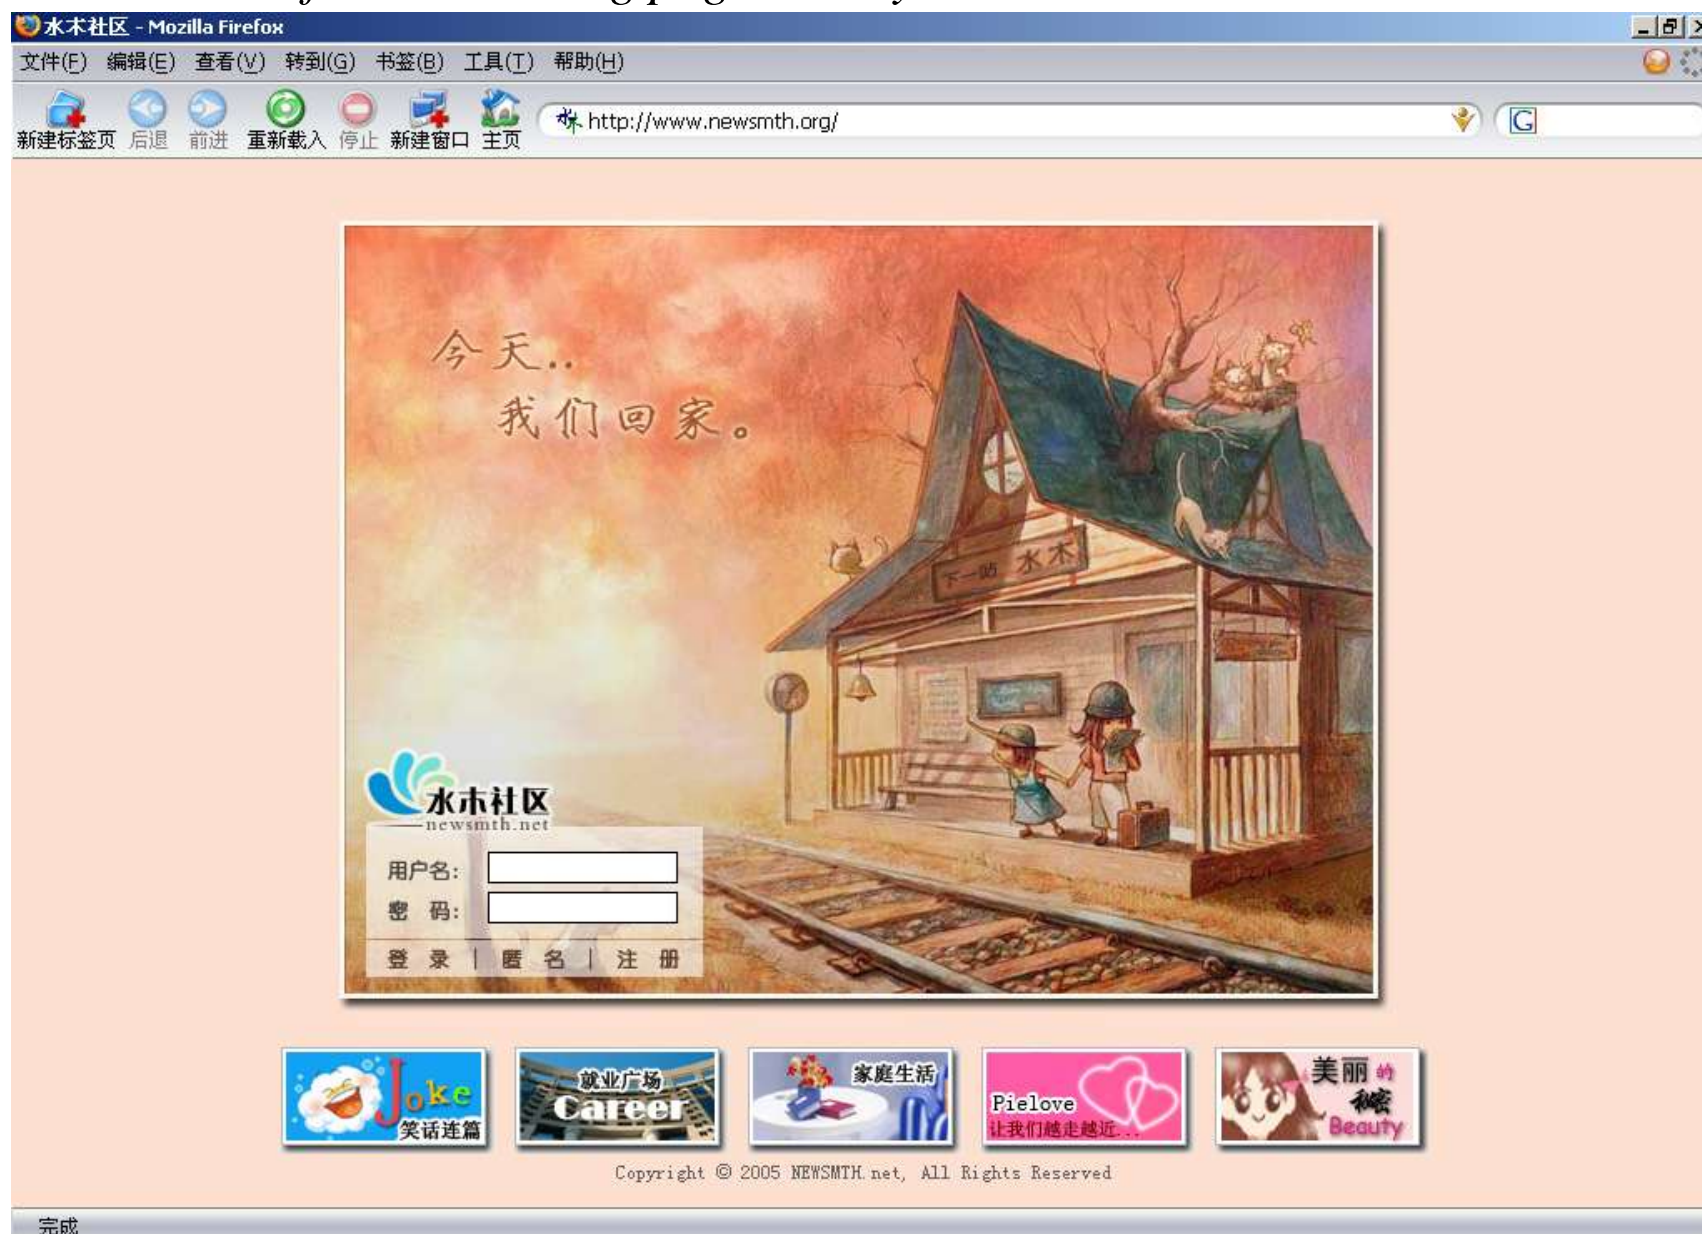 水木社区 - Mozilla Firefox
文件(F) 编辑(E) 查看(V) 转到(G) 书签(B) 工具(T) 帮助(H)
新建标签页 后退 前进 重新载入 停止 新建窗口 主页 http://www.newsmth.org/ G
今天..
我们回家。
下一站 水木
水木社区
newsmth.net
用户名:
密 码:
登 录 | 匿 名 | 注 册
Joke
笑话连篇
就业广场
Career
家庭生活
Pielove
让我们越走越近...
美丽的
秘密
Beauty
Copyright © 2005 NEWSMTH.net, All Rights Reserved
完成